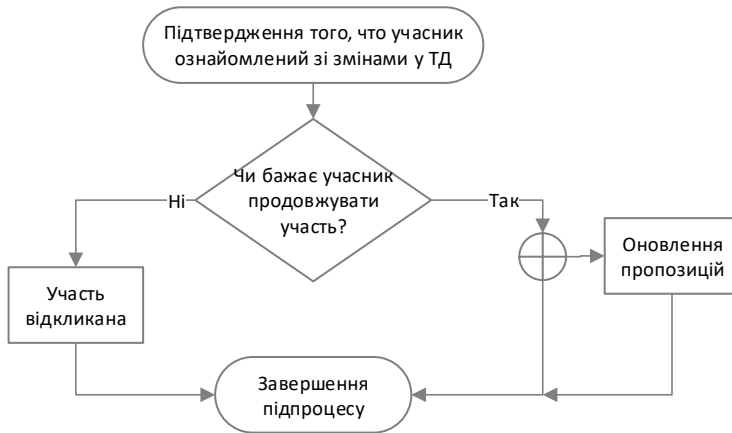 Підтвердження того, что учасник
ознайомлений зі змінами у ТД
Чи бажає учасник
продовжувати
участь?
Ні
Так
Оновлення
пропозицій
Участь
відкликана
Завершення
підпроцесу